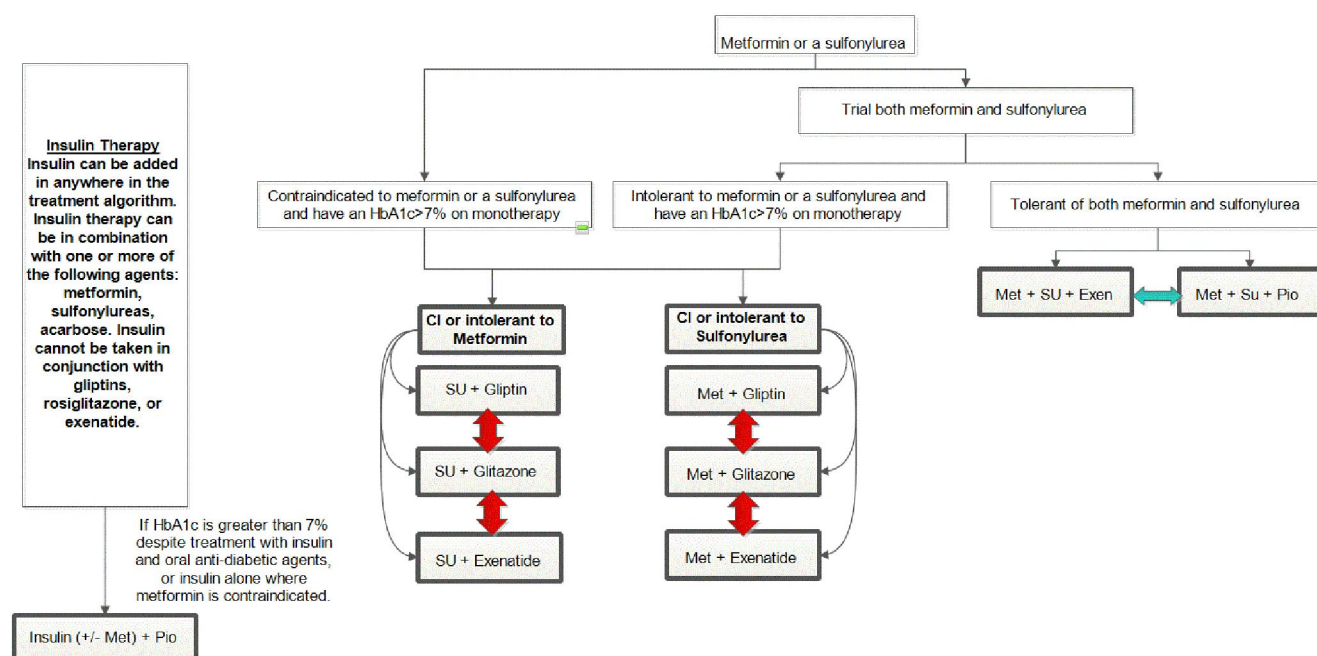 Metformin or a sulfonylurea
Trial both meformin and sulfonylurea
Insulin Therapy
Insulin can be added
in anywhere in the
treatment algorithm.
Insulin therapy can
be in combination
with one or more of
the following agents:
metformin,
sulfonylureas,
acarbose. Insulin
cannot be taken in
conjunction with
gliptins,
rosiglitazone, or
exenatide.
Contraindicated to meformin or a sulfonylurea
and have an HbA1c>7% on monotherapy
Intolerant to meformin or a sulfonylurea and
have an HbA1c>7% on monotherapy
Tolerant of both meformin and sulfonylurea
Met + SU + Exen
Met + Su + Pio
CI or intolerant to
Metformin
CI or intolerant to
Sulfonylurea
SU + Gliptin
Met + Gliptin
SU + Glitazone
Met + Glitazone
SU + Exenatide
Met + Exenatide
If HbA1c is greater than 7%
despite treatment with insulin
and oral anti-diabetic agents,
or insulin alone where
metformin is contraindicated.
Insulin (+/- Met) + Pio